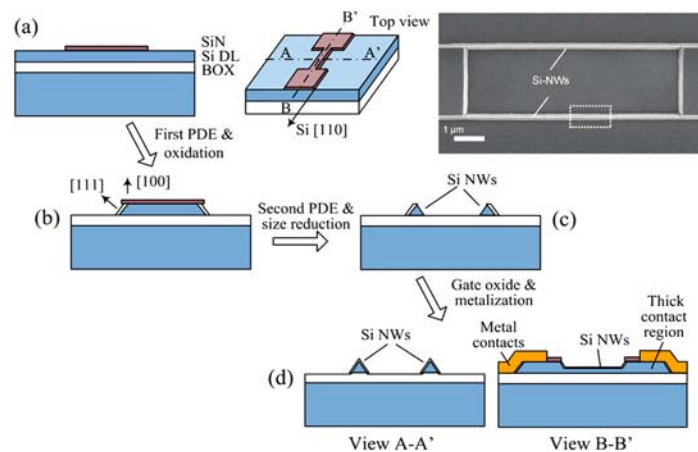 (a)
SiN
Si DL
BOX
B'
Top view
A
A'
B
Si [110]
Si-NWs
1 μm
First PDE &
oxidation
[111]
[100]
(b)
Second PDE &
size reduction
Si NWs
(c)
Gate oxide &
metalization
(d)
Si NWs
Metal
contacts
Si NWs
Thick
contact
region
View A-A'
View B-B'